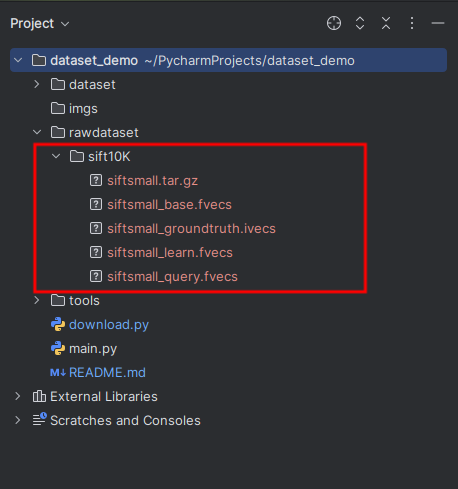 Project
dataset_demo ~/PycharmProjects/dataset_demo
dataset
imgs
rawdataset
sift10K
siftsmall.tar.gz
siftsmall_base.fvecs
siftsmall_groundtruth.ivecs
siftsmall_learn.fvecs
siftsmall_query.fvecs
tools
download.py
main.py
M↓ README.md
External Libraries
Scratches and Consoles